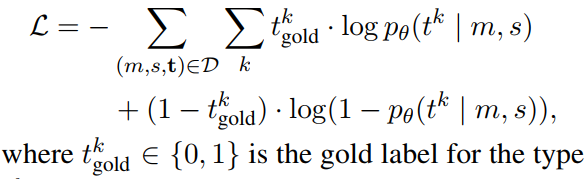 ℒ = − ∑_{(m,s,𝐭)∈𝒟} ∑_k t^k_gold · log p_θ(t^k | m, s)
+ (1 − t^k_gold) · log(1 − p_θ(t^k | m, s)),
where t^k_gold ∈ {0, 1} is the gold label for the type